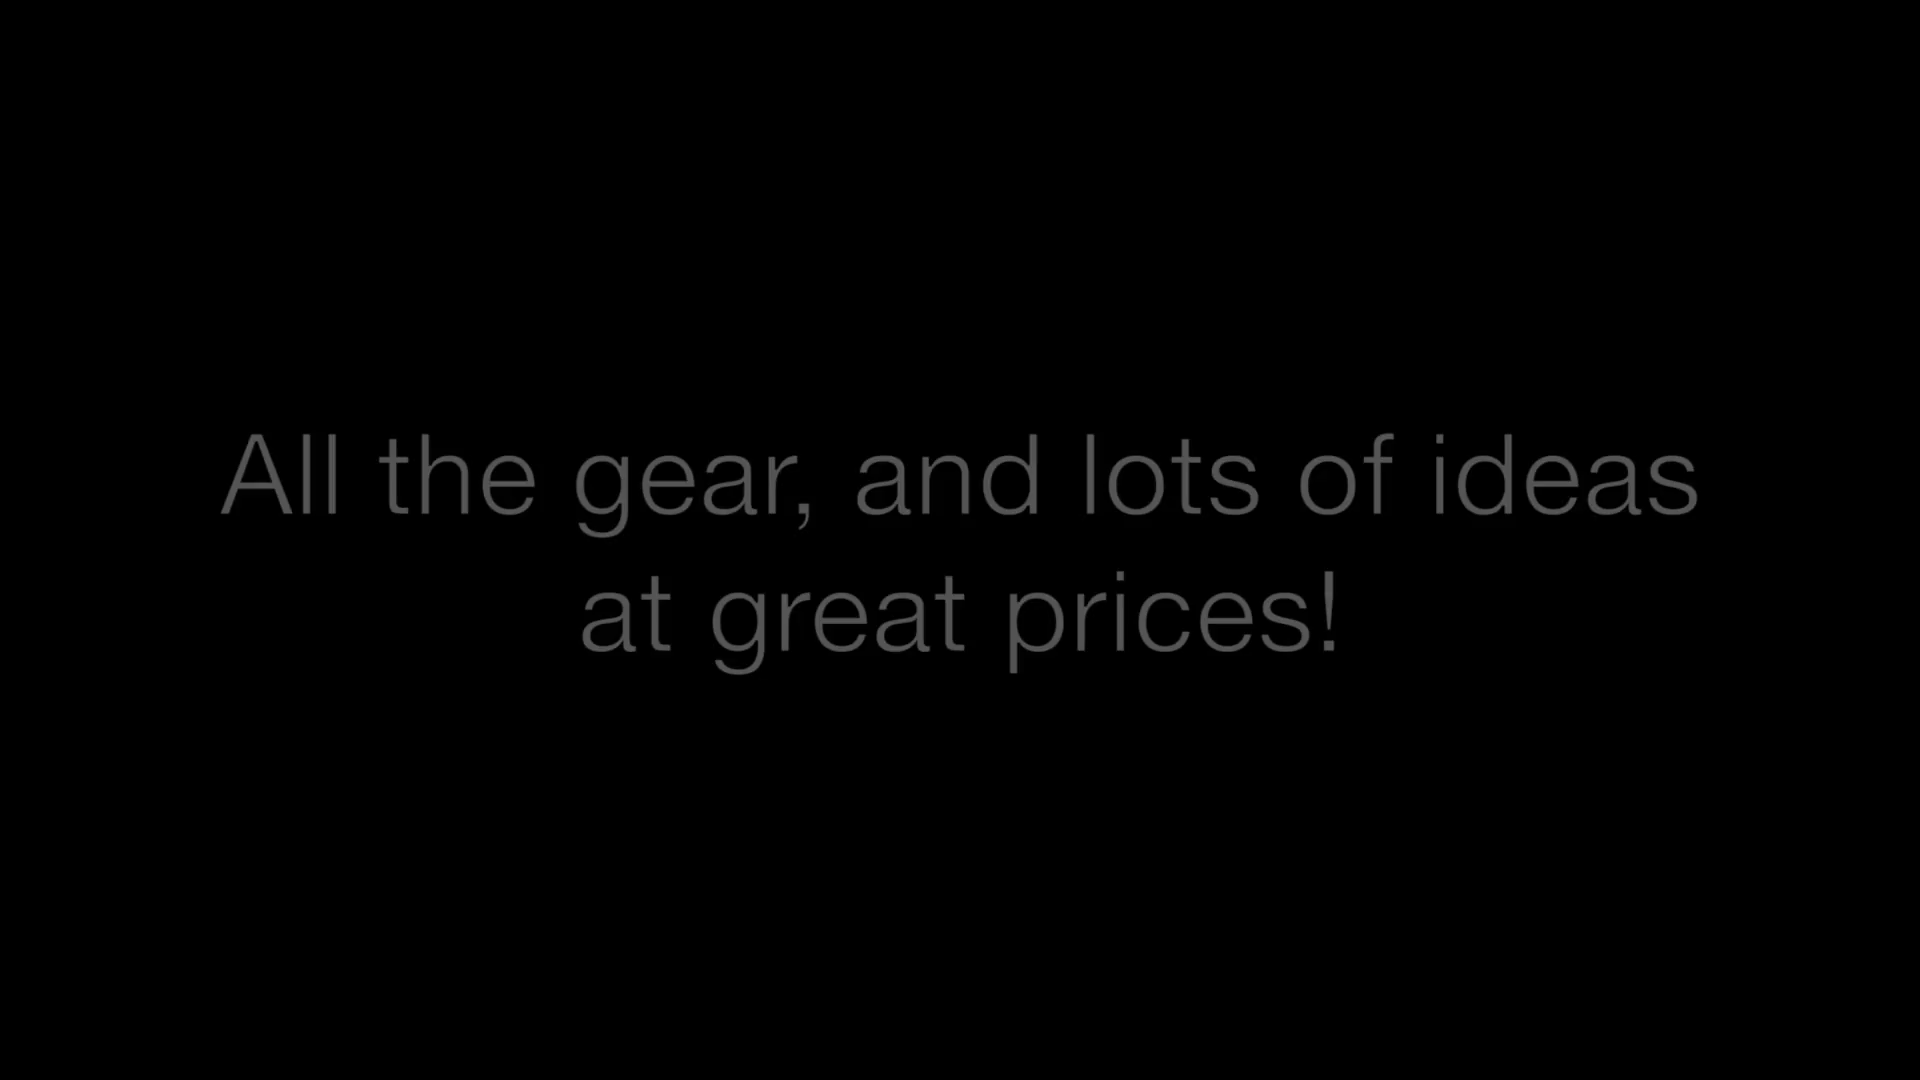 All the gear, and lots of ideas
at great prices!